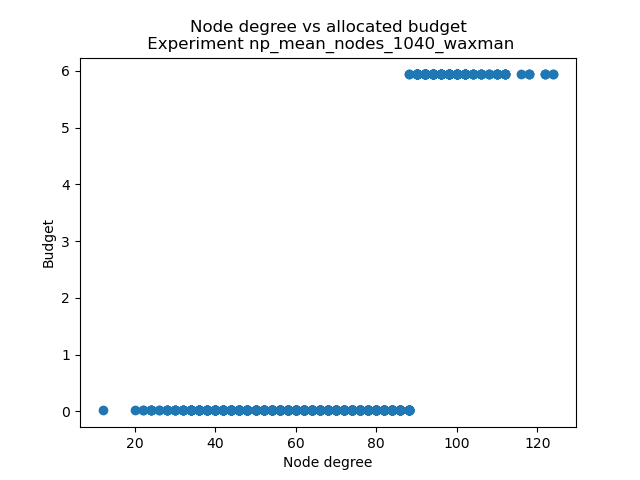 Node degree vs allocated budget
Experiment np_mean_nodes_1040_waxman
6
5
4
3
2
1
0
Budget
20 40 60 80 100 120
Node degree